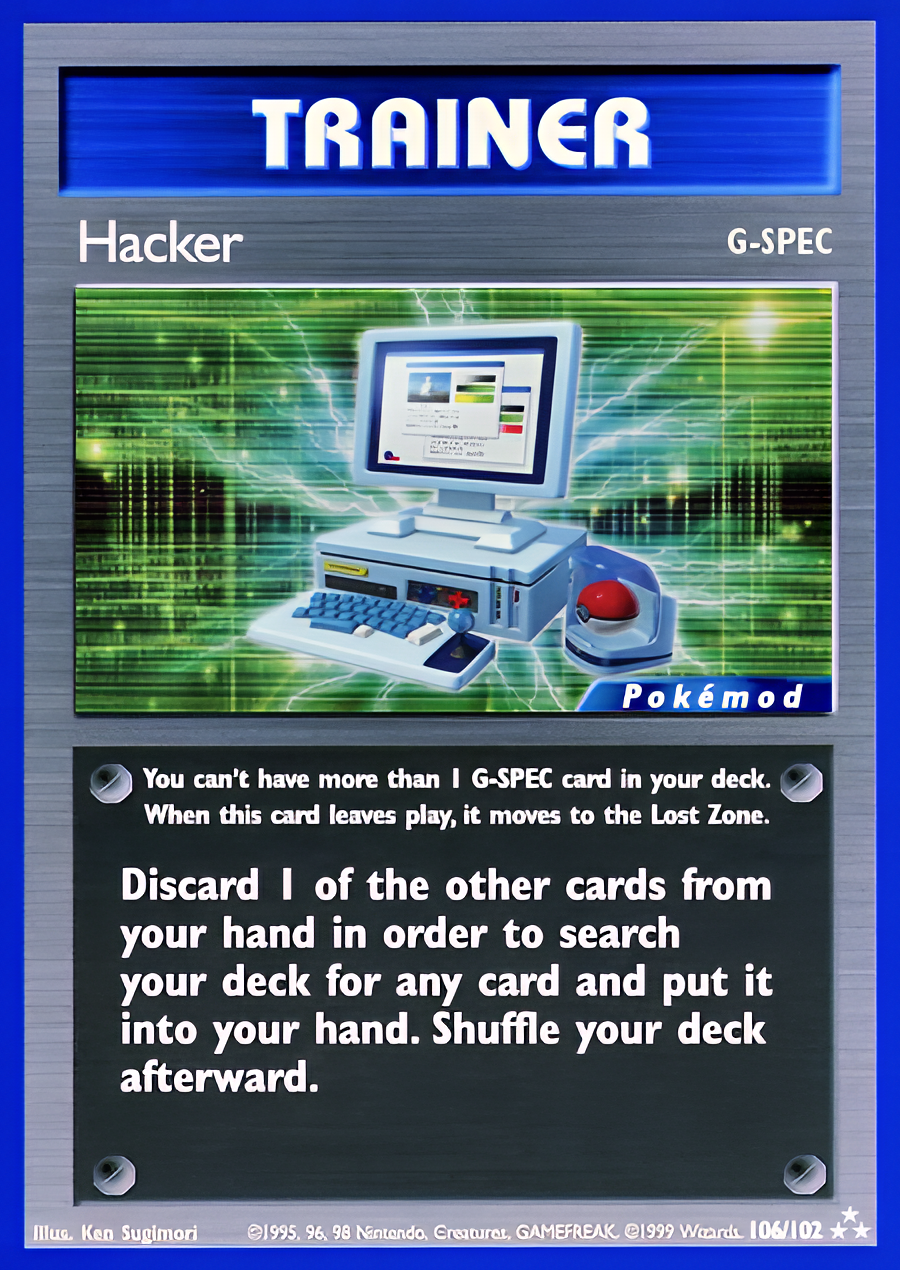 TRAINER
Hacker G-SPEC
Pokémod
You can't have more than 1 G-SPEC card in your deck.
When this card leaves play, it moves to the Lost Zone.
Discard 1 of the other cards from
your hand in order to search
your deck for any card and put it
into your hand. Shuffle your deck
afterward.
Illus. Ken Sugimori ©1995, 96, 98 Nintendo, Creatures, GAMEFREAK. ©1999 Wizards. 106/102